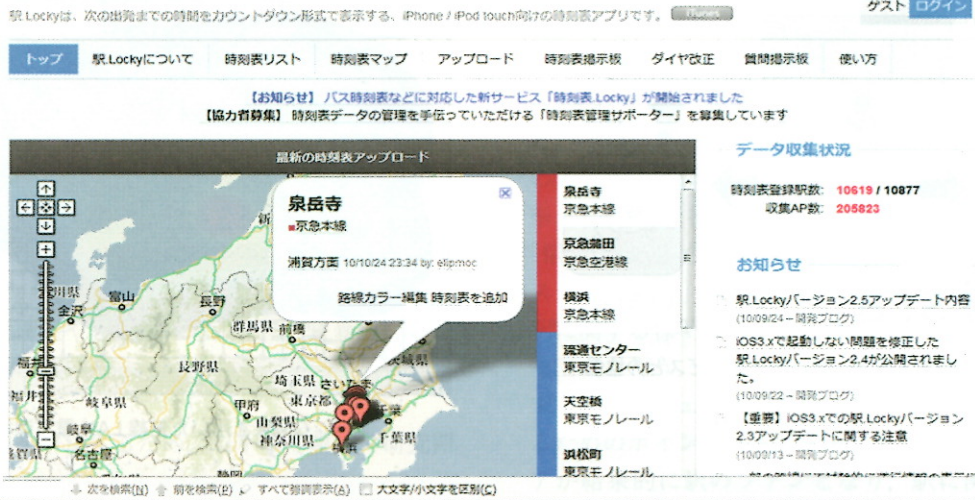 駅.Lockyは、次の出発までの時間をカウントダウン形式で表示する、iPhone / iPod touch向けの時刻表アプリです。 iTunes
ゲスト ログイン
トップ 駅.Lockyについて 時刻表リスト 時刻表マップ アップロード 時刻表掲示板 ダイヤ改正 質問掲示板 使い方
【お知らせ】 バス時刻表などに対応した新サービス「時刻表.Locky」が開始されました
【協力者募集】 時刻表データの管理を手伝っていただける「時刻表管理サポーター」を募集しています
最新の時刻表アップロード
泉岳寺
京急本線
浦賀方面 10/10/24 23:34 by: elipmoc
路線カラー編集 時刻表を追加
新
富山
金沢
長野
群馬県
前橋
茨城県
長野県
埼玉県
さいたま
福井
岐阜県
甲府
東京都
千葉
山梨県
岐阜
神奈川県
横浜
千葉県
名古屋
静岡
泉岳寺
京急本線
京急蒲田
京急空港線
横浜
京急本線
流通センター
東京モノレール
天空橋
東京モノレール
浜松町
東京モノレール
データ収集状況
時刻表登録駅数: 10619 / 10877
収集AP数: 205823
お知らせ
駅.Lockyバージョン2.5アップデート内容
(10/09/24 – 開発ブログ)
iOS3.xで起動しない問題を修正した
駅.Lockyバージョン2.4が公開されまし
た。
(10/09/22 – 開発ブログ)
【重要】iOS3.xでの駅.Lockyバージョン
2.3アップデートに関する注意
(10/09/13 – 開発ブログ)
次を検索(N) 前を検索(P) すべて強調表示(A) 大文字/小文字を区別(C)